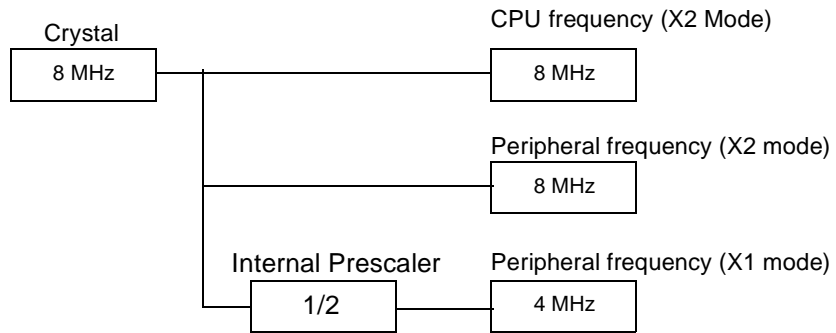 CPU frequency (X2 Mode)
Crystal
8 MHz
8 MHz
Peripheral frequency (X2 mode)
8 MHz
Internal Prescaler
Peripheral frequency (X1 mode)
1/2
4 MHz